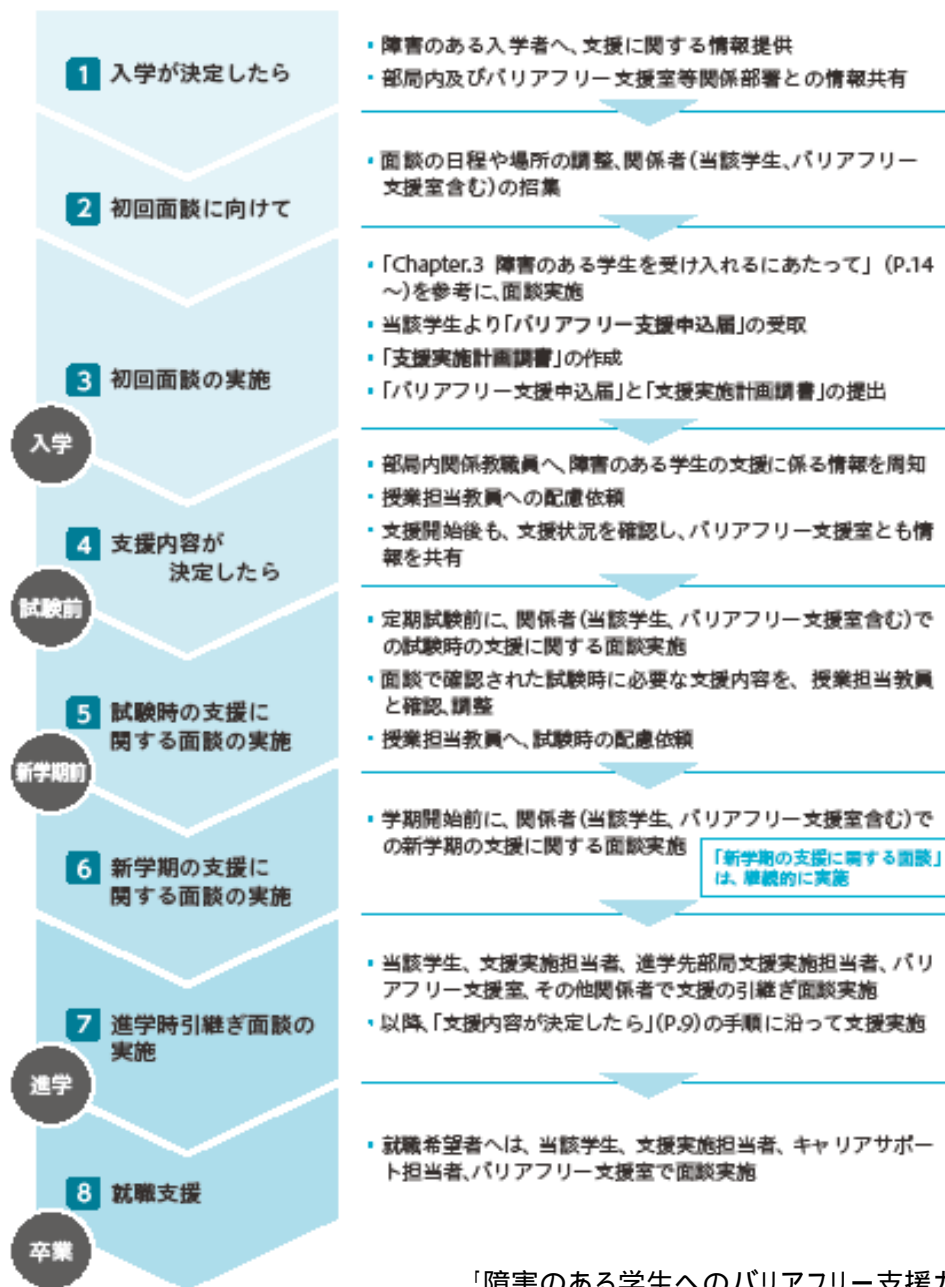 1 入学が決定したら
・障害のある入学者へ、支援に関する情報提供
・部局内及びバリアフリー支援室等関係部署との情報共有
2 初回面談に向けて
・面談の日程や場所の調整、関係者(当該学生、バリアフリー
支援室含む)の招集
3 初回面談の実施
・「Chapter.3 障害のある学生を受け入れるにあたって」(P.14
～)を参考に、面談実施
・当該学生より「バリアフリー支援申込届」の受取
・「支援実施計画調書」の作成
・「バリアフリー支援申込届」と「支援実施計画調書」の提出
入学
4 支援内容が
決定したら
・部局内関係教職員へ、障害のある学生の支援に係る情報を周知
・授業担当教員への配慮依頼
・支援開始後も、支援状況を確認し、バリアフリー支援室とも情
報を共有
試験前
5 試験時の支援に
関する面談の実施
・定期試験前に、関係者(当該学生、バリアフリー支援室含む)で
の試験時の支援に関する面談実施
・面談で確認された試験時に必要な支援内容を、授業担当教員
と確認、調整
・授業担当教員へ、試験時の配慮依頼
新学期前
6 新学期の支援に
関する面談の実施
・学期開始前に、関係者(当該学生、バリアフリー支援室含む)で
の新学期の支援に関する面談実施
「新学期の支援に関する面談」
は、継続的に実施
7 進学時引継ぎ面談の
実施
・当該学生、支援実施担当者、進学先部局支援実施担当者、バリ
アフリー支援室、その他関係者で支援の引継ぎ面談実施
・以降、「支援内容が決定したら」(P.9)の手順に沿って支援実施
進学
8 就職支援
・就職希望者へは、当該学生、支援実施担当者、キャリアサポー
ト担当者、バリアフリー支援室で面談実施
卒業
「障害のある学生へのバリアフリー支援